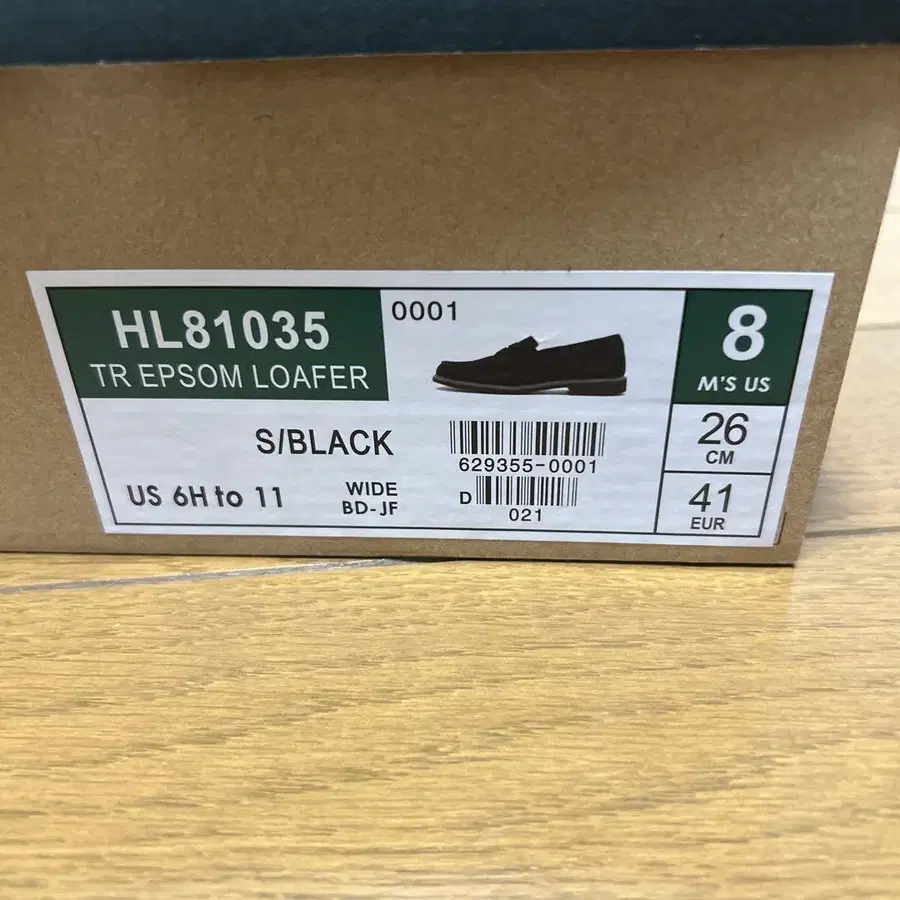 HL81035
TR EPSOM LOAFER
0001
8
M'S US
S/BLACK
629355-0001
26
CM
US 6H to 11
WIDE
BD-JF
D
021
41
EUR